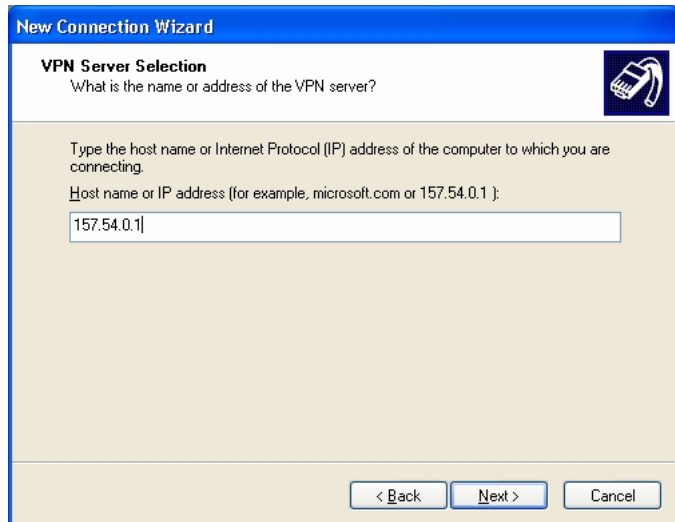 New Connection Wizard
VPN Server Selection
What is the name or address of the VPN server?
Type the host name or Internet Protocol (IP) address of the computer to which you are
connecting.
Host name or IP address (for example, microsoft.com or 157.54.0.1 ):
157.54.0.1
< Back Next > Cancel